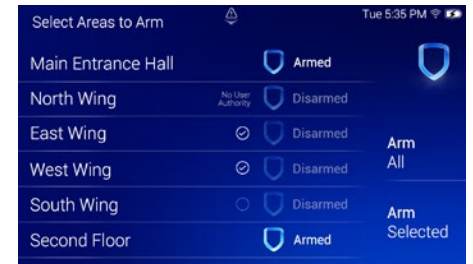 Select Areas to Arm
Tue 5:35 PM
Main Entrance Hall Armed
North Wing No User Authority Disarmed
East Wing Disarmed
West Wing Disarmed
South Wing Disarmed
Second Floor Armed
Arm
All
Arm
Selected